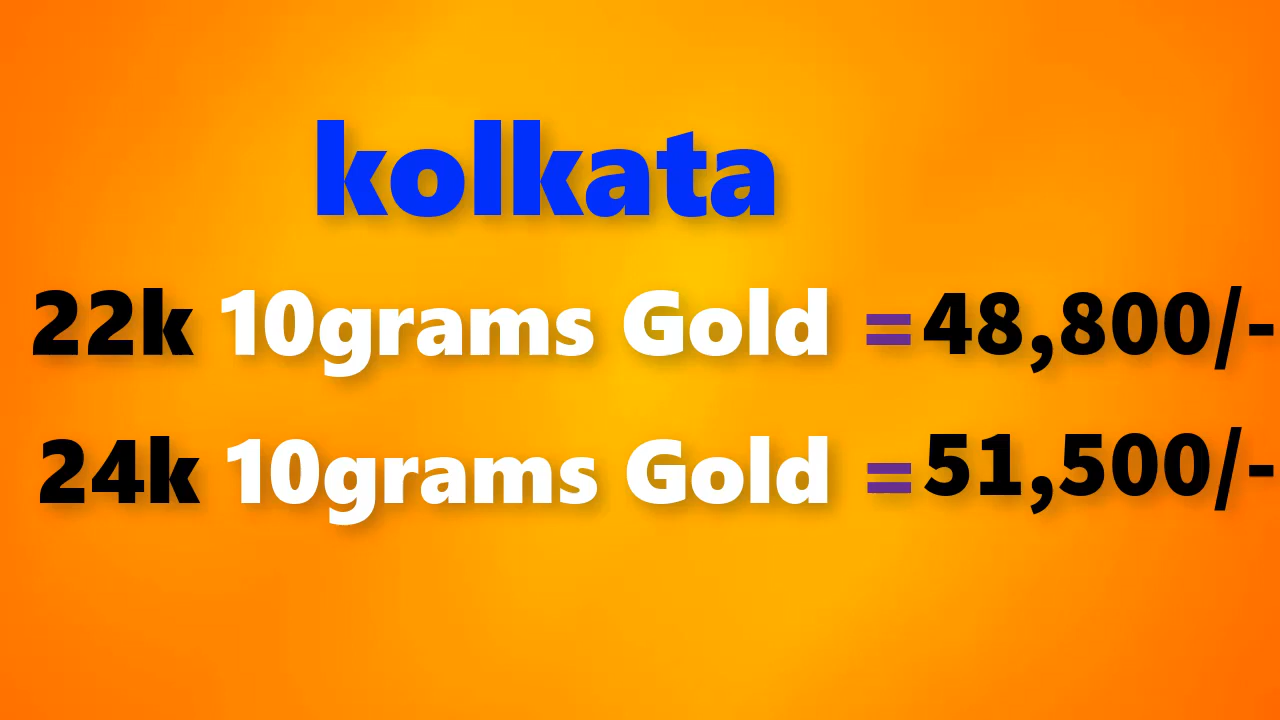 kolkata
22k 10grams Gold =48,800/-
24k 10grams Gold =51,500/-